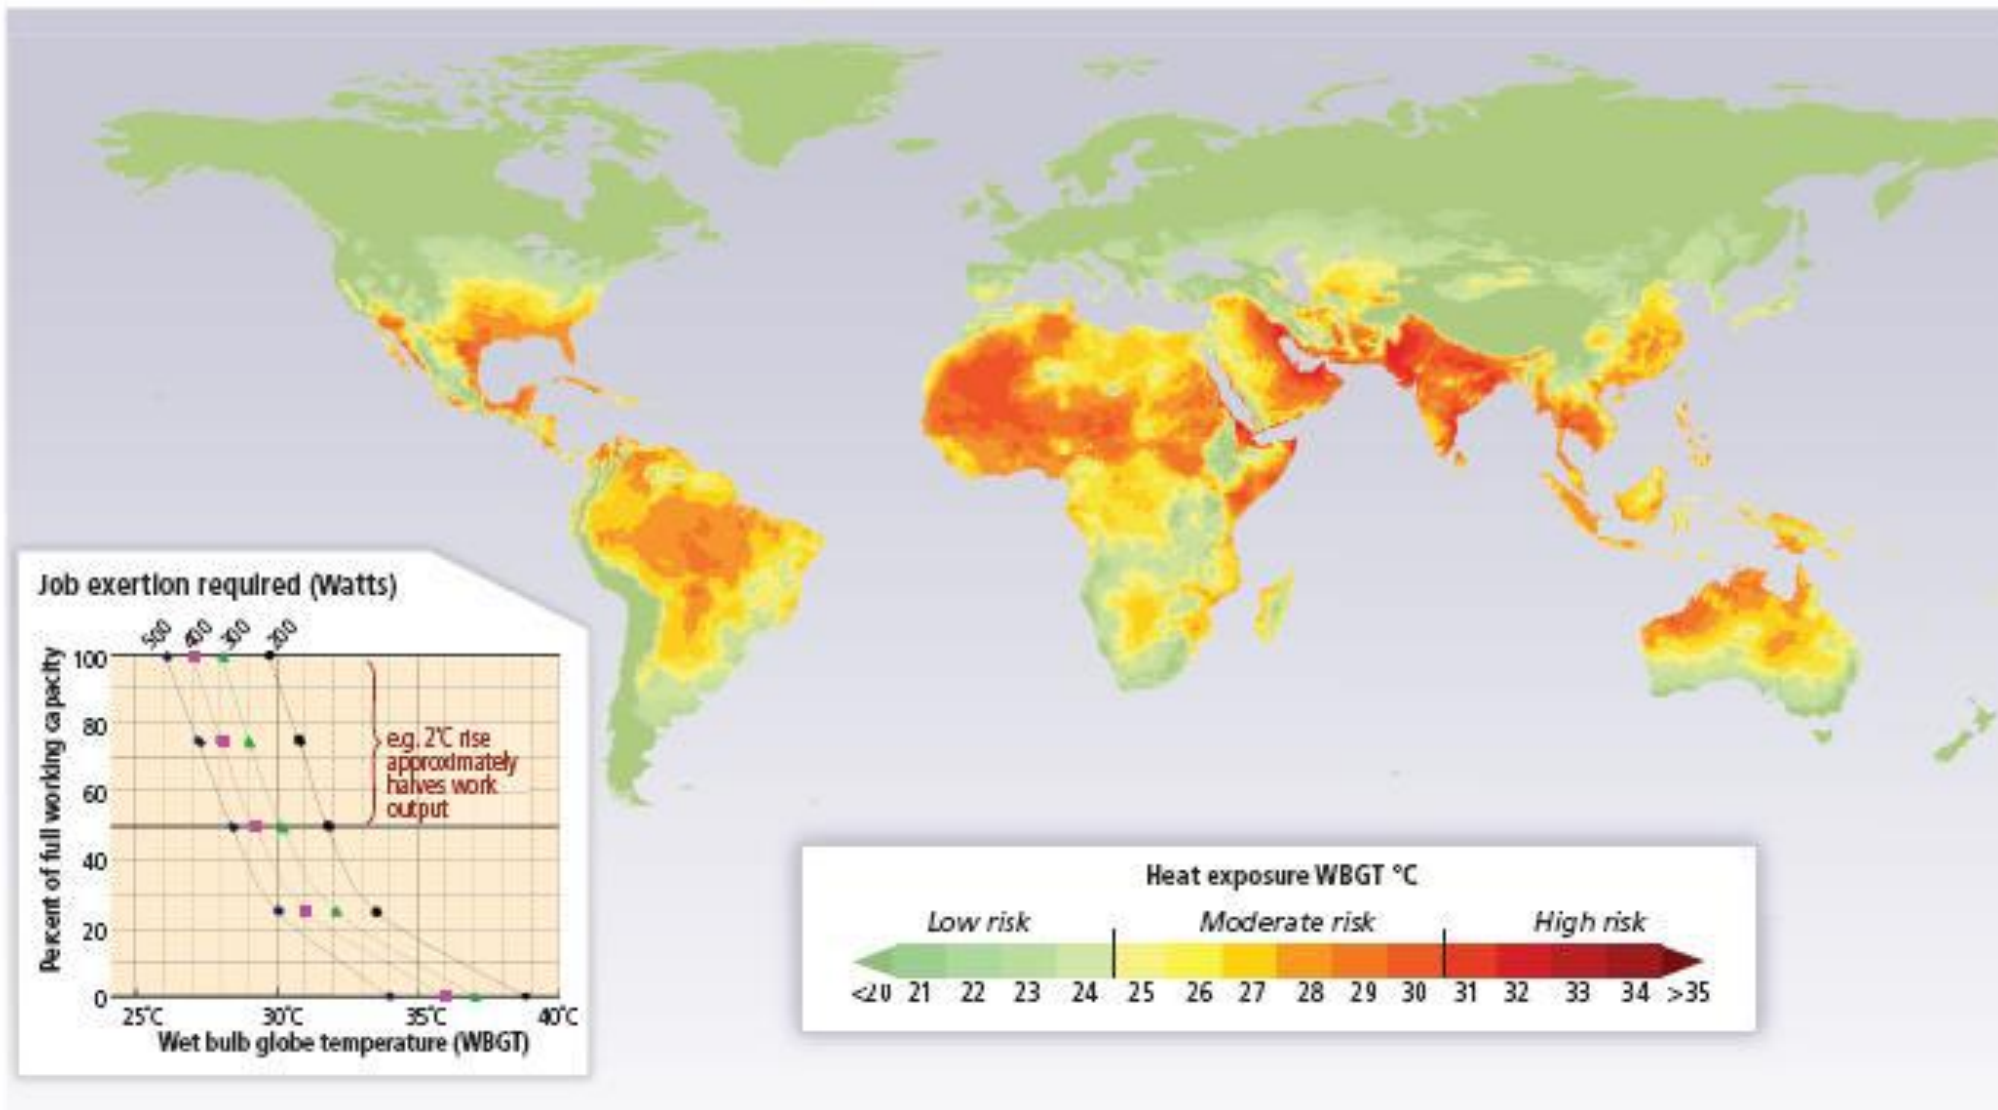 Job exertion required (Watts)
500 400 300 200
Percent of full working capacity
100
80
60
40
20
0
e.g. 2°C rise
approximately
halves work
output
25°C 30°C 35°C 40°C
Wet bulb globe temperature (WBGT)
Heat exposure WBGT °C
Low risk Moderate risk High risk
<20 21 22 23 24 25 26 27 28 29 30 31 32 33 34 >35